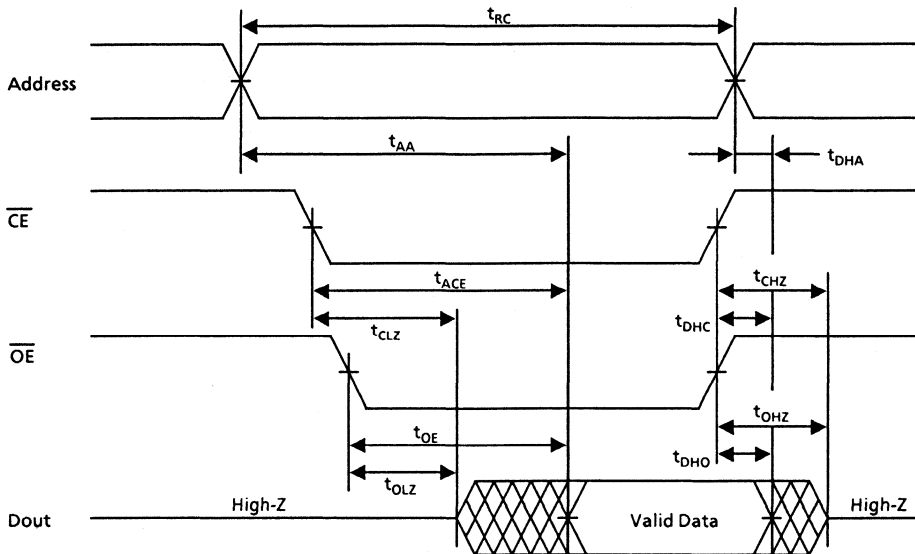 tRC
Address
tAA
tDHA
CE
tACE
tCHZ
tCLZ
tDHC
OE
tOE
tOHZ
tOLZ
tDHO
High-Z
Valid Data
High-Z
Dout